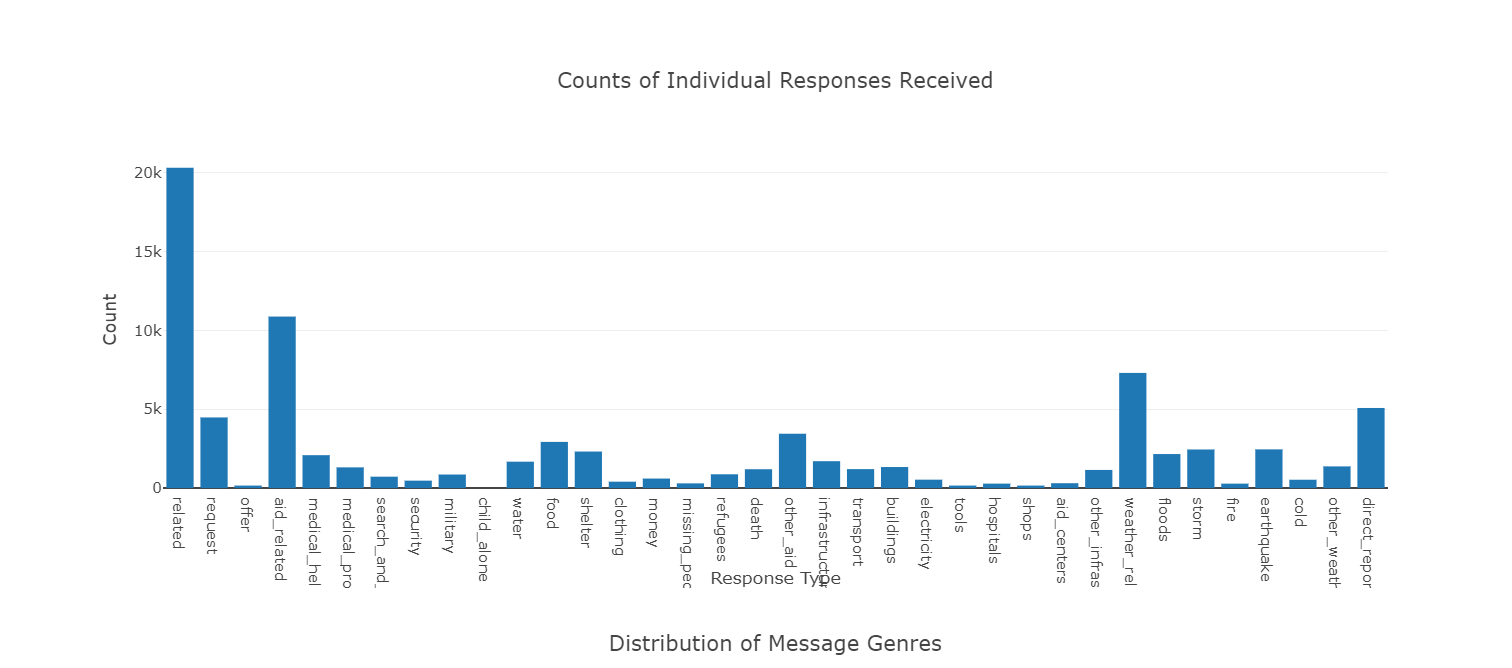 Counts of Individual Responses Received
20k
15k
10k
5k
0
Count
related
request
offer
aid_related
medical_hel
medical_pro
search_and_
security
military
child_alone
water
food
shelter
clothing
money
missing_peo
refugees
death
other_aid
infrastructur
transport
buildings
electricity
tools
hospitals
shops
aid_centers
other_infras
weather_rel
floods
storm
fire
earthquake
cold
other_weath
direct_repor
Response Type
Distribution of Message Genres